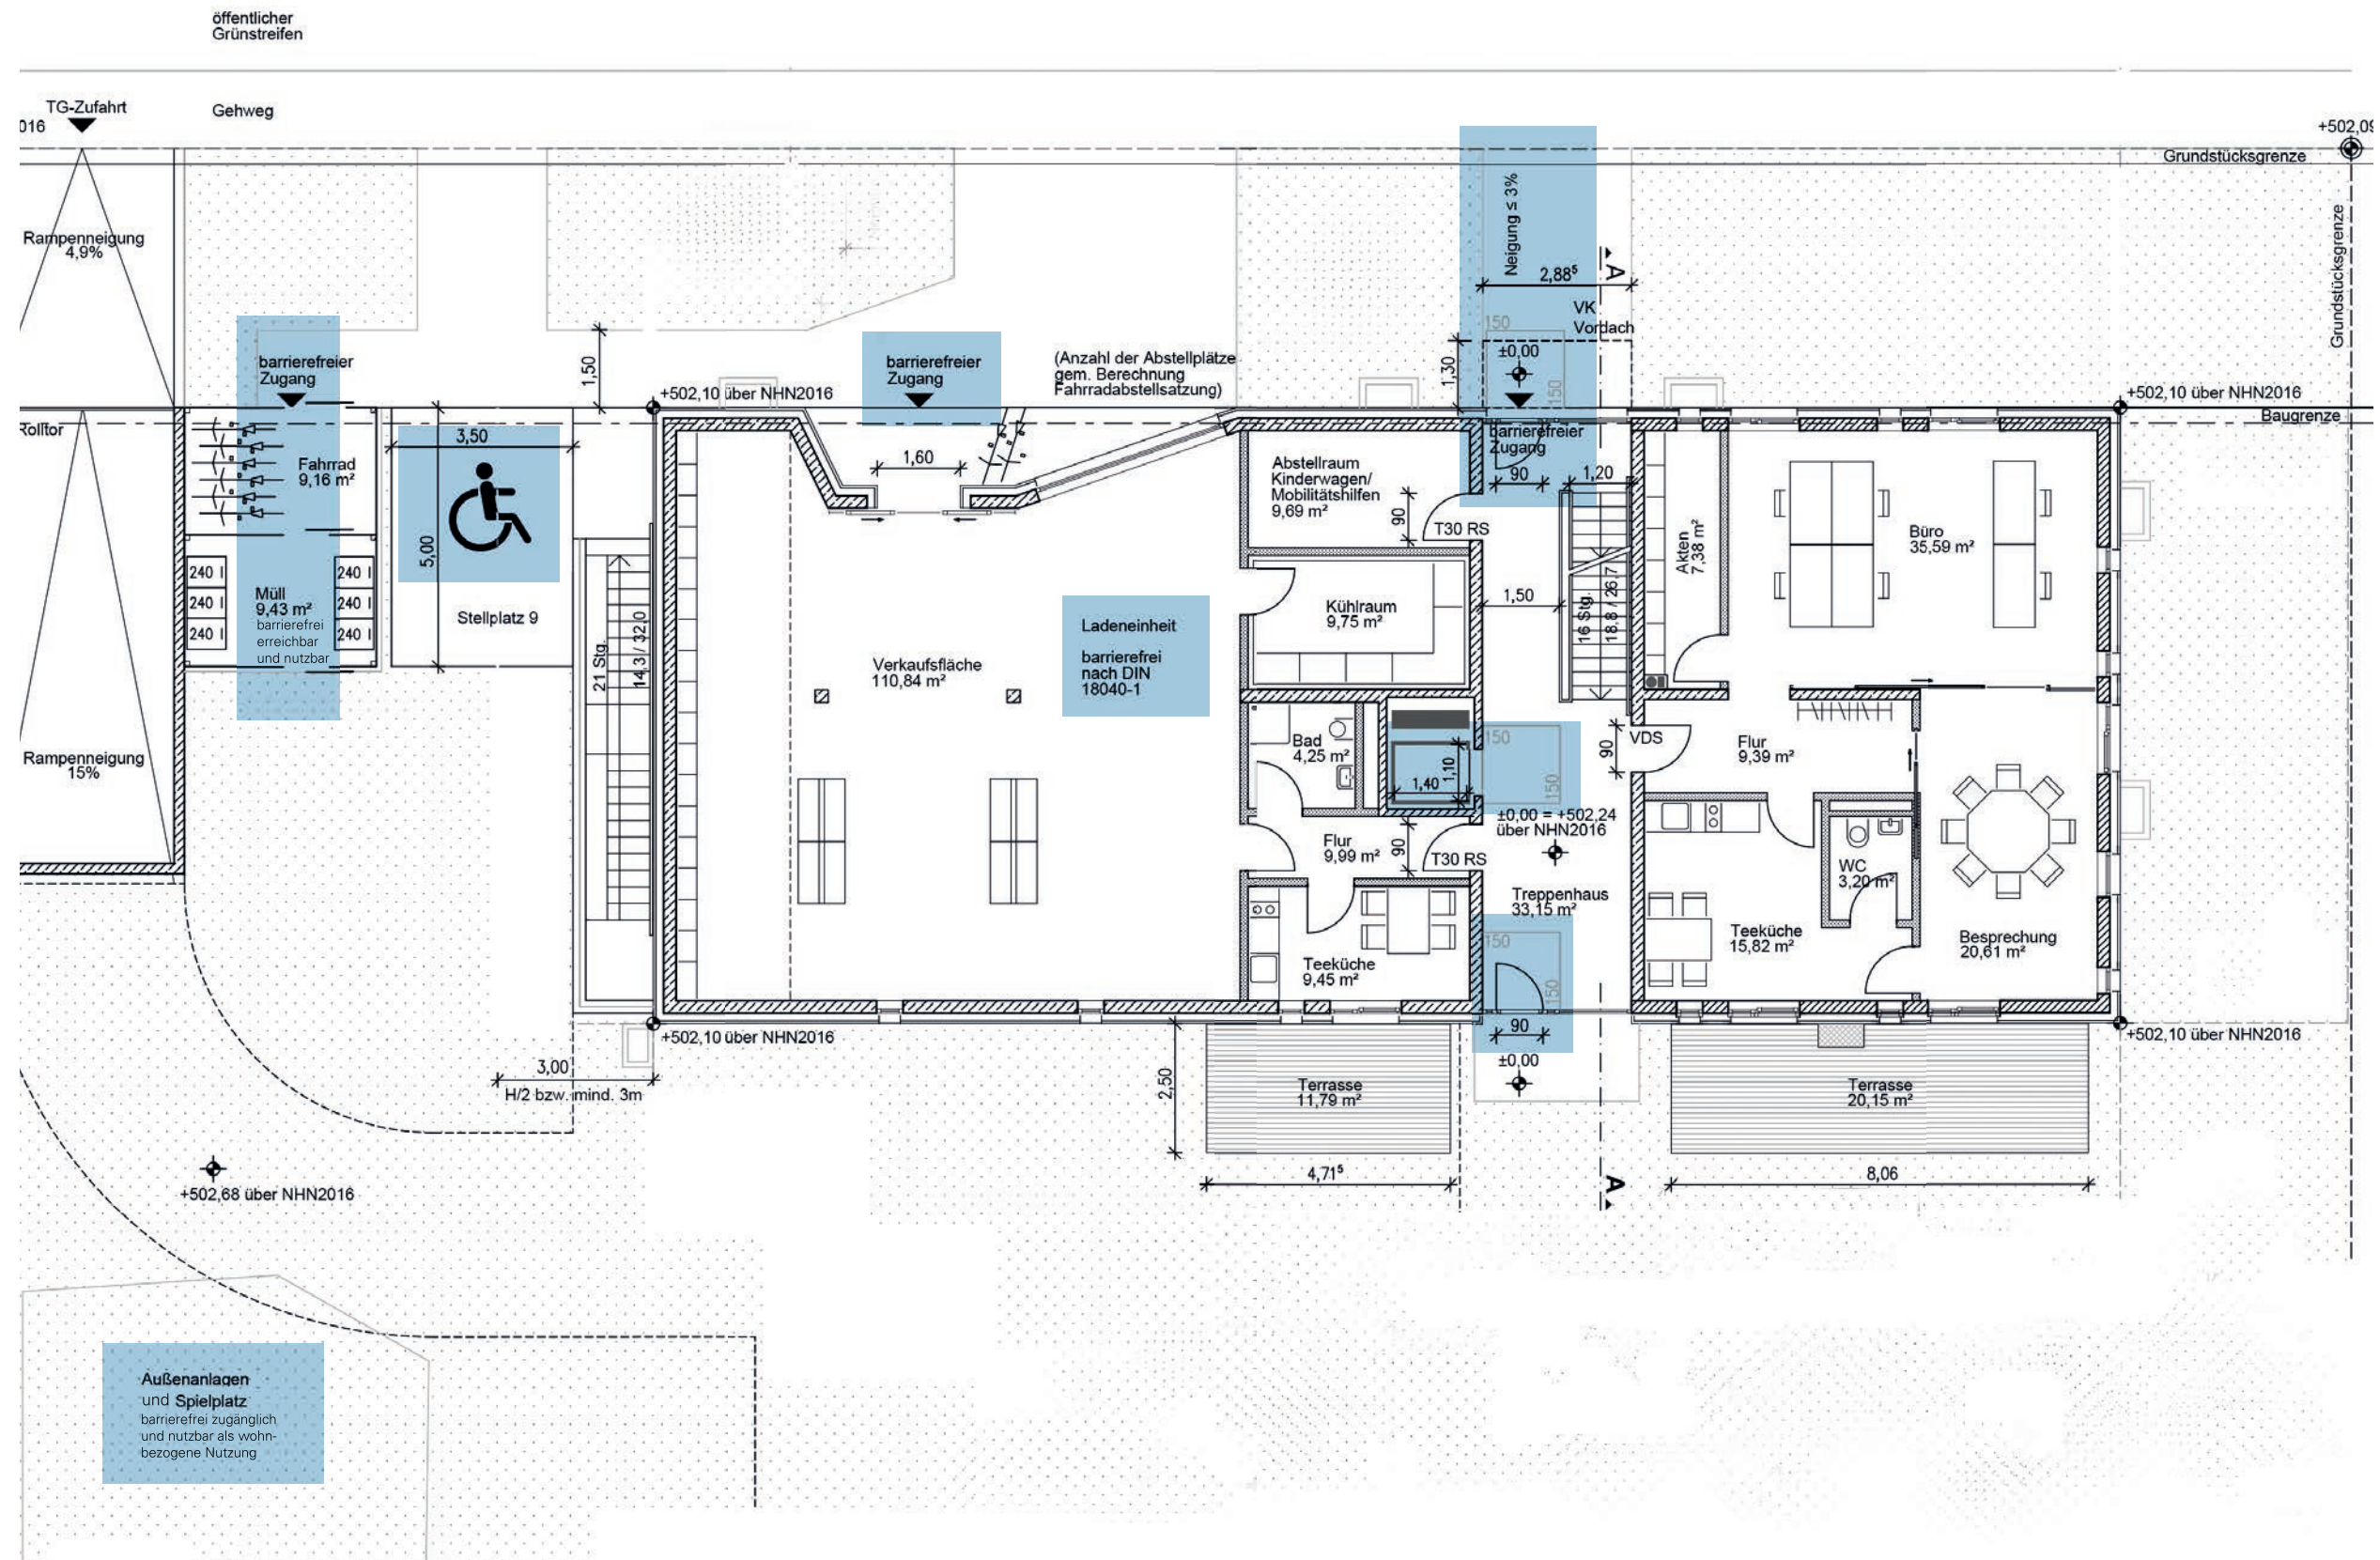 öffentlicher
Grünstreifen
TG-Zufahrt
016
Gehweg
+502,09
Grundstücksgrenze
Grundstücksgrenze
Rampenneigung
4,9%
Neigung ≤ 3%
2,88⁵
A
VK
Vordach
150
150
±0,00
1,30
barrierefreier
Zugang
1,50
barrierefreier
Zugang
(Anzahl der Abstellplätze
gem. Berechnung
Fahrradabstellsatzung)
+502,10 über NHN2016
+502,10 über NHN2016
Baugrenze
Rolltor
3,50
Fahrrad
9,16 m²
5,00
1,60
Abstellraum
Kinderwagen/
Mobilitätshilfen
9,69 m²
90
T30 RS
barrierefreier
Zugang
90
1,20
Akten
7,38 m²
Büro
35,59 m²
240 l
240 l
240 l
240 l
240 l
240 l
Müll
9,43 m²
barrierefrei
erreichbar
und nutzbar
Stellplatz 9
21 Stg.
14,3 / 32,0
Verkaufsfläche
110,84 m²
Ladeneinheit
barrierefrei
nach DIN
18040-1
Kühlraum
9,75 m²
1,50
16 Stg.
18,8 / 26,7
Rampenneigung
15%
Bad
4,25 m²
1,40
1,10
150
150
90
VDS
Flur
9,39 m²
±0,00 = +502,24
über NHN2016
Flur
9,99 m²
90
T30 RS
WC
3,20 m²
Treppenhaus
33,15 m²
150
150
Teeküche
9,45 m²
Teeküche
15,82 m²
Besprechung
20,61 m²
90
±0,00
+502,10 über NHN2016
+502,10 über NHN2016
3,00
H/2 bzw. mind. 3m
2,50
Terrasse
11,79 m²
Terrasse
20,15 m²
4,71⁵
A
8,06
+502,68 über NHN2016
Außenanlagen
und Spielplatz
barrierefrei zugänglich
und nutzbar als wohn-
bezogene Nutzung